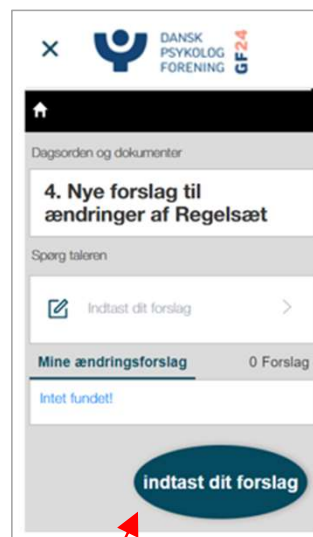 DANSK
PSYKOLOG
FORENING
GF24
Dagsorden og dokumenter
4. Nye forslag til
ændringer af Regelsæt
Spørg taleren
Indtast dit forslag
Mine ændringsforslag 0 Forslag
Intet fundet!
indtast dit forslag